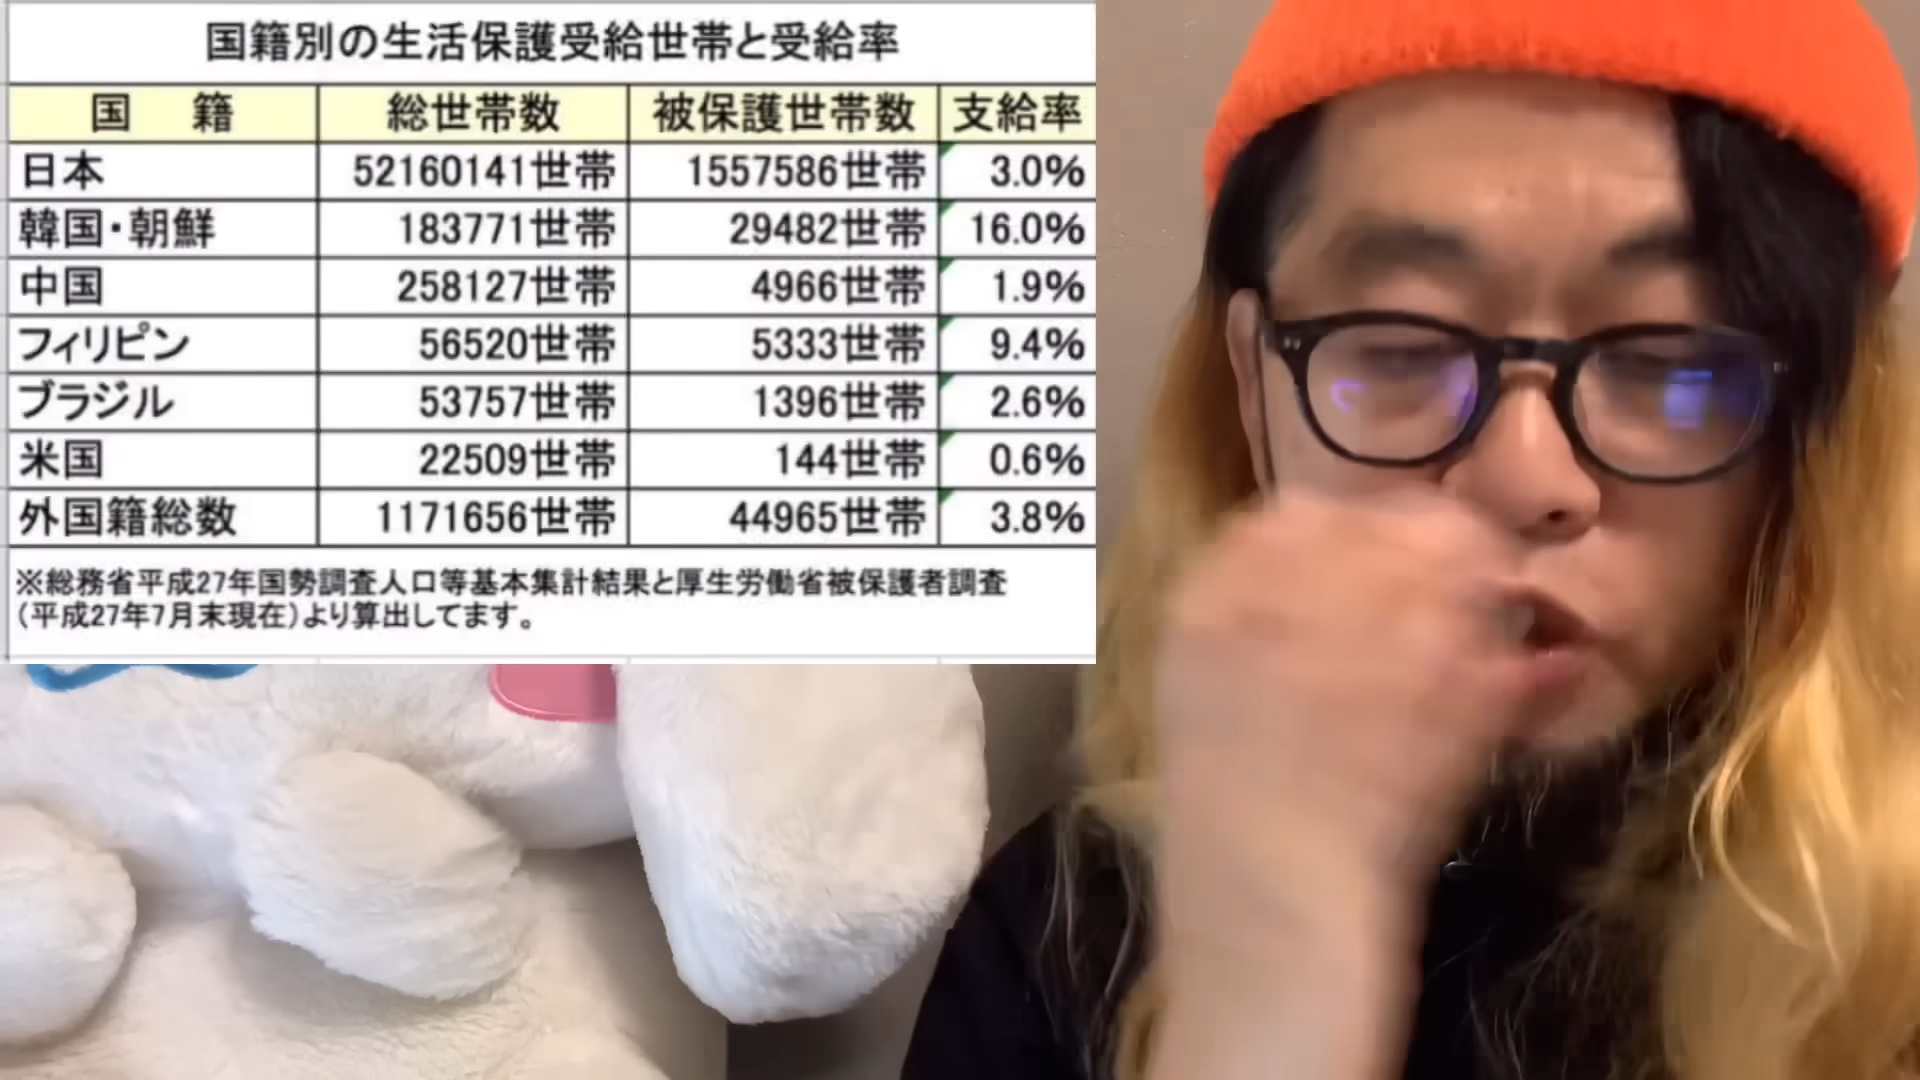 国籍別の生活保護受給世帯と受給率
国 籍 総世帯数 被保護世帯数 支給率
日本 52160141世帯 1557586世帯 3.0%
韓国・朝鮮 183771世帯 29482世帯 16.0%
中国 258127世帯 4966世帯 1.9%
フィリピン 56520世帯 5333世帯 9.4%
ブラジル 53757世帯 1396世帯 2.6%
米国 22509世帯 144世帯 0.6%
外国籍総数 1171656世帯 44965世帯 3.8%
※総務省平成27年国勢調査人口等基本集計結果と厚生労働省被保護者調査
（平成27年7月末現在）より算出してます。